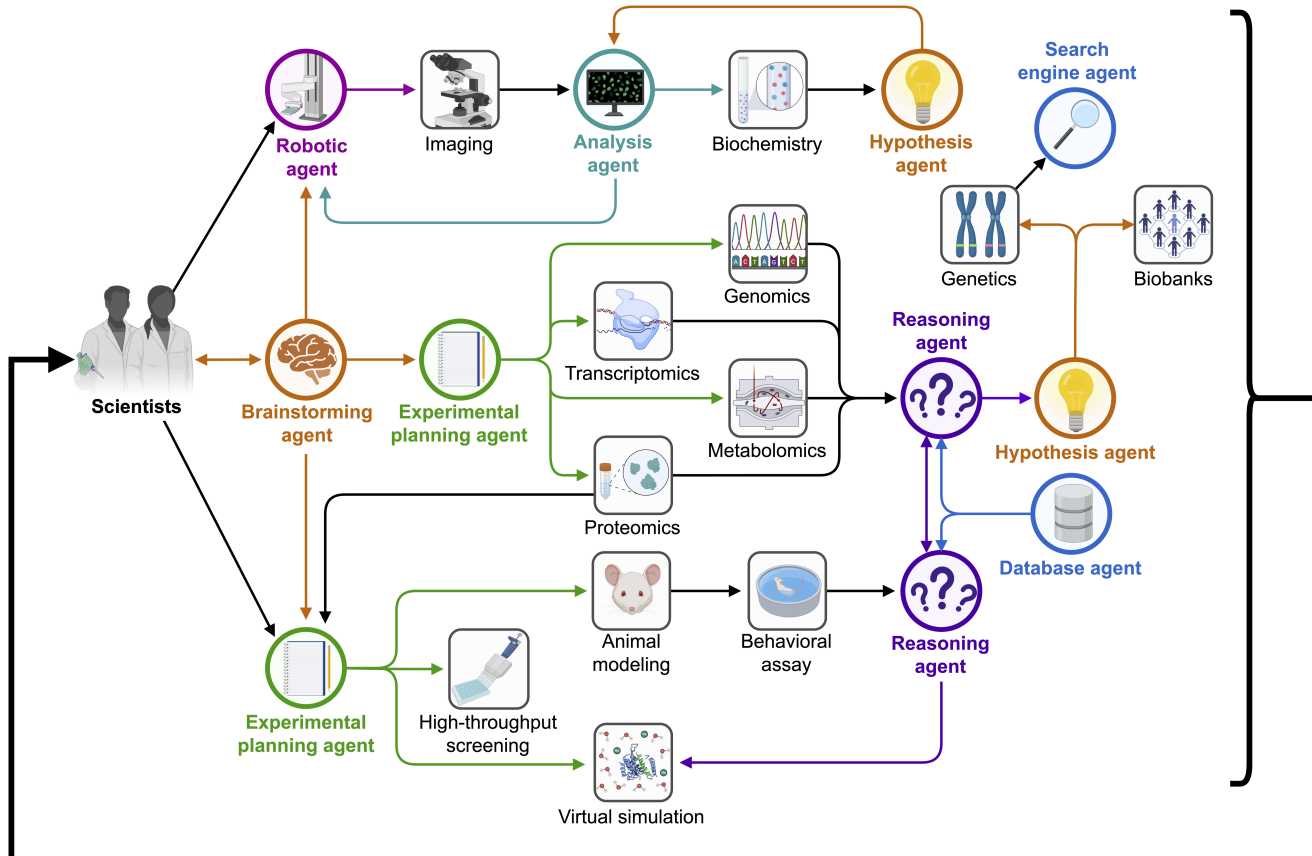 Search
engine agent
Robotic
agent
Imaging
Analysis
agent
Biochemistry
Hypothesis
agent
A C T A G T C T
Genomics
Genetics
Biobanks
Transcriptomics
Reasoning
agent
???
Scientists
Brainstorming
agent
Experimental
planning agent
Metabolomics
Hypothesis agent
Proteomics
Database agent
???
Animal
modeling
Behavioral
assay
Reasoning
agent
Experimental
planning agent
High-throughput
screening
Virtual simulation